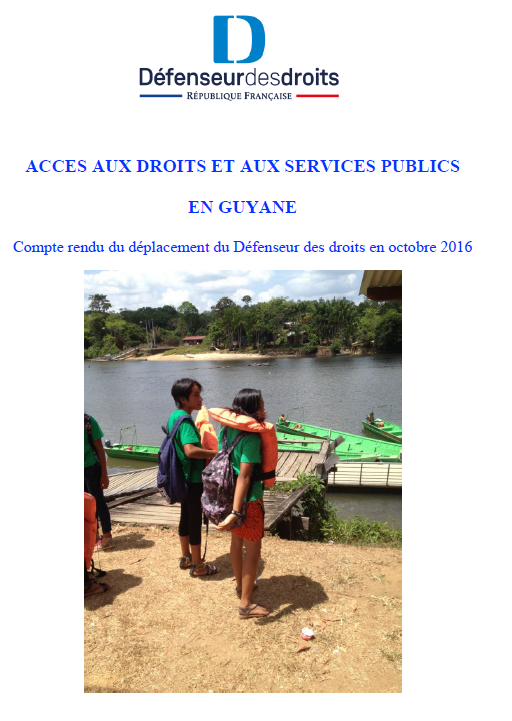 Défenseurdesdroits
RÉPUBLIQUE FRANÇAISE
ACCES AUX DROITS ET AUX SERVICES PUBLICS
EN GUYANE
Compte rendu du déplacement du Défenseur des droits en octobre 2016